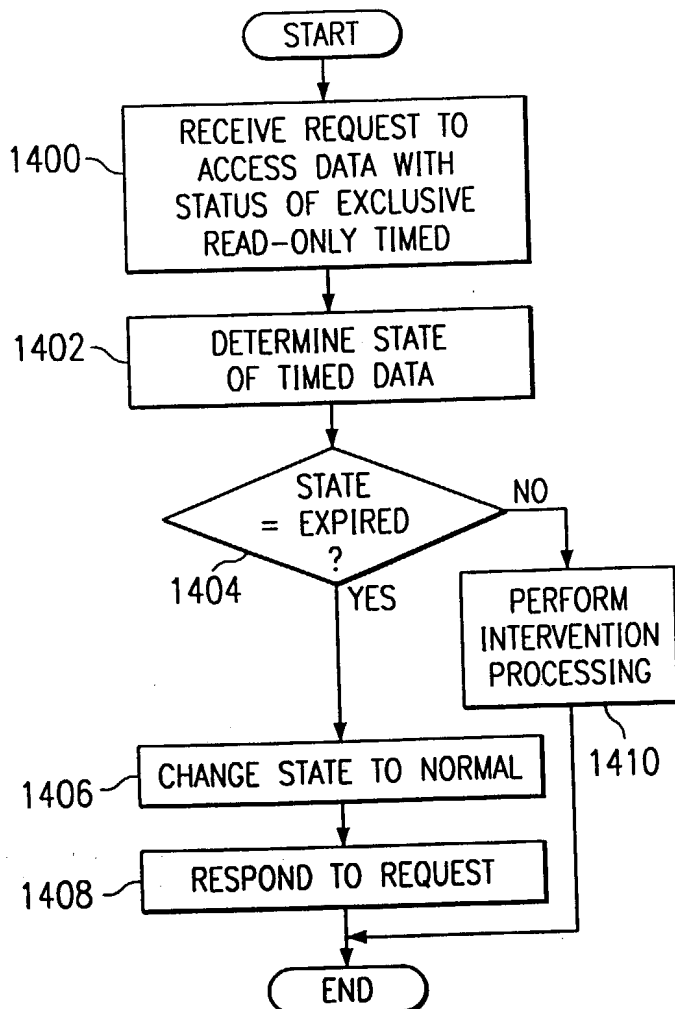 START
1400
RECEIVE REQUEST TO
ACCESS DATA WITH
STATUS OF EXCLUSIVE
READ-ONLY TIMED
1402
DETERMINE STATE
OF TIMED DATA
STATE
= EXPIRED
?
1404
NO
YES
PERFORM
INTERVENTION
PROCESSING
1410
1406
CHANGE STATE TO NORMAL
1408
RESPOND TO REQUEST
END